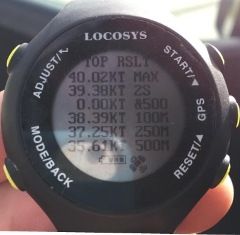 LOCOSYS
ADJUST/
START/▲
TOP RSLT
40.02KT MAX
39.38KT 2S
0.00KT &500
38.39KT 100M
37.25KT 250M
35.61KT 500M
GPS
MODE/BACK
RESET/▲